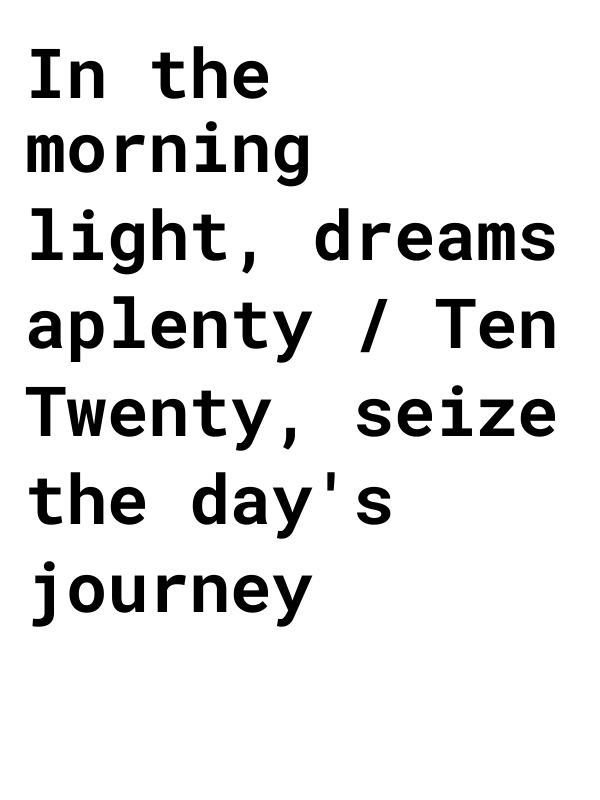 In the
morning
light, dreams
aplenty / Ten
Twenty, seize
the day's
journey